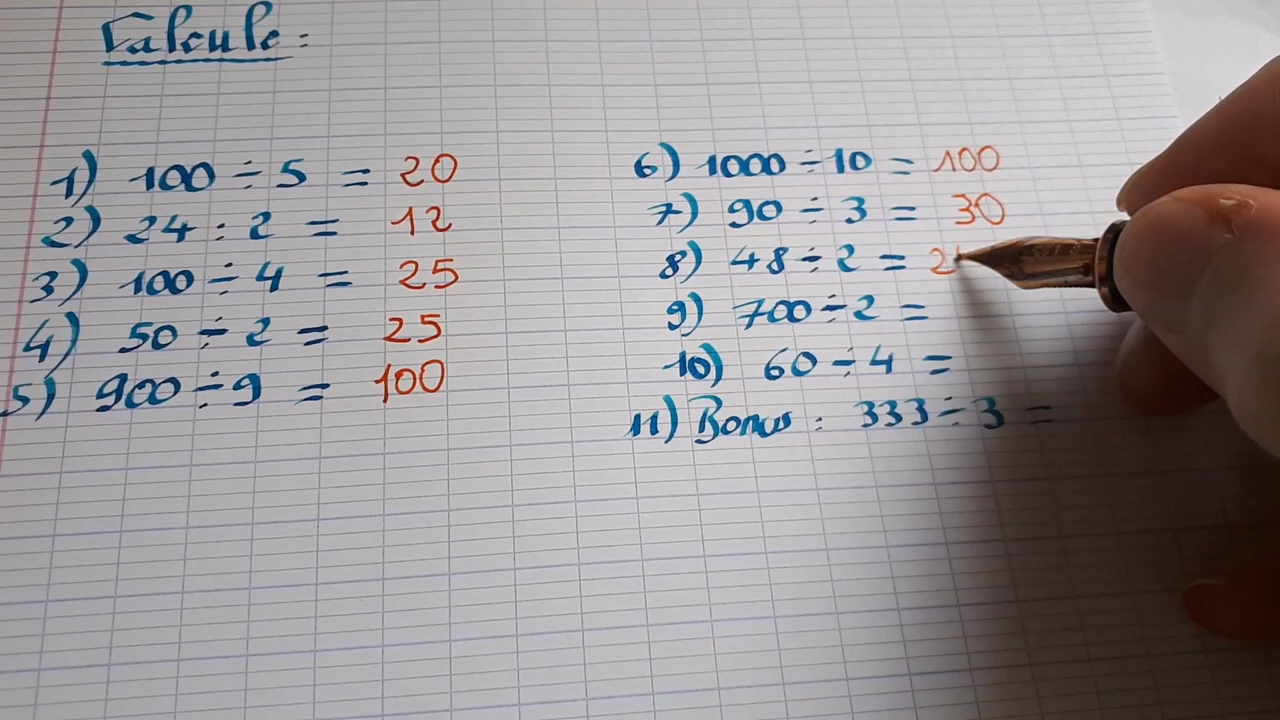 Calcule :
1) 100 ÷ 5 = 20
2) 24 : 2 = 12
3) 100 ÷ 4 = 25
4) 50 ÷ 2 = 25
5) 900 ÷ 9 = 100
6) 1000 ÷ 10 = 100
7) 90 ÷ 3 = 30
8) 48 ÷ 2 = 2
9) 700 ÷ 2 =
10) 60 ÷ 4 =
11) Bonus : 333 ÷ 3 =